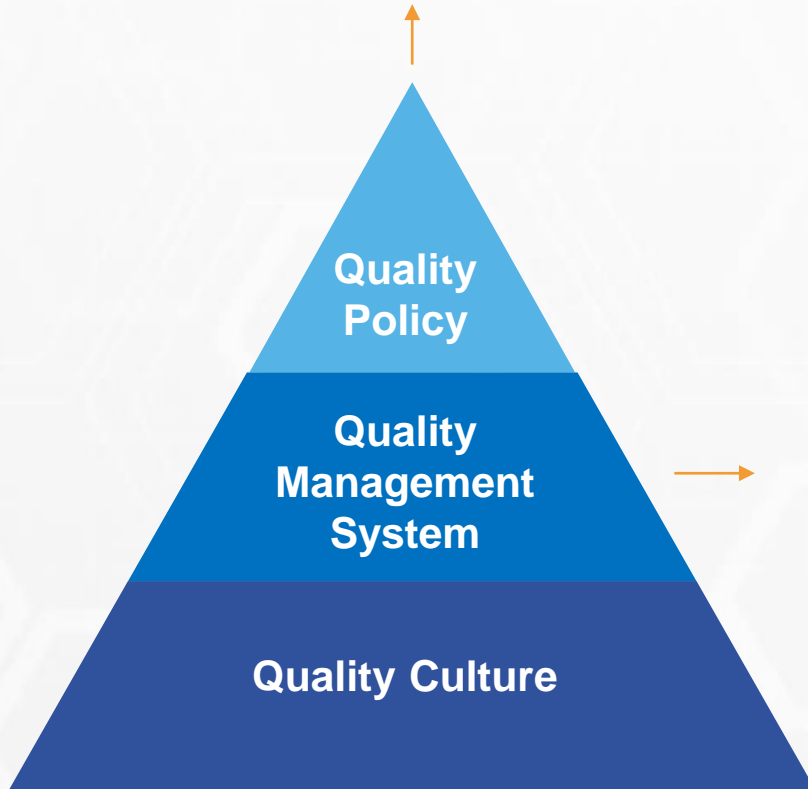 Quality
Policy
Quality
Management
System
Quality Culture